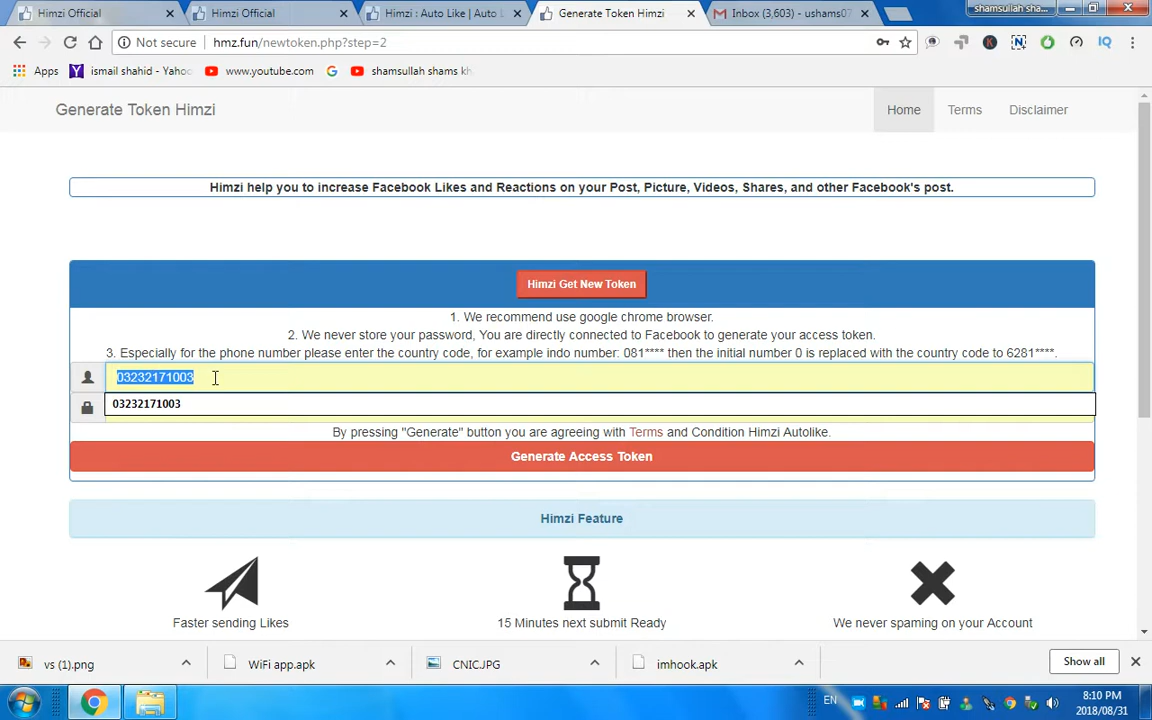 Himzi Official
Himzi Official
Himzi : Auto Like | Auto L
Generate Token Himzi
Inbox (3,603) - ushams07
shamsullah sha...
Not secure
hmz.fun/newtoken.php?step=2
Apps
ismail shahid - Yahoo
www.youtube.com
shamsullah shams kh
Generate Token Himzi
Home
Terms
Disclaimer
Himzi help you to increase Facebook Likes and Reactions on your Post, Picture, Videos, Shares, and other Facebook's post.
Himzi Get New Token
1. We recommend use google chrome browser.
2. We never store your password, You are directly connected to Facebook to generate your access token.
3. Especially for the phone number please enter the country code, for example indo number: 081**** then the initial number 0 is replaced with the country code to 6281****.
03232171003
03232171003
By pressing "Generate" button you are agreeing with Terms and Condition Himzi Autolike.
Generate Access Token
Himzi Feature
Faster sending Likes
15 Minutes next submit Ready
We never spaming on your Account
vs (1).png
WiFi app.apk
CNIC.JPG
imhook.apk
Show all
EN
8:10 PM
2018/08/31